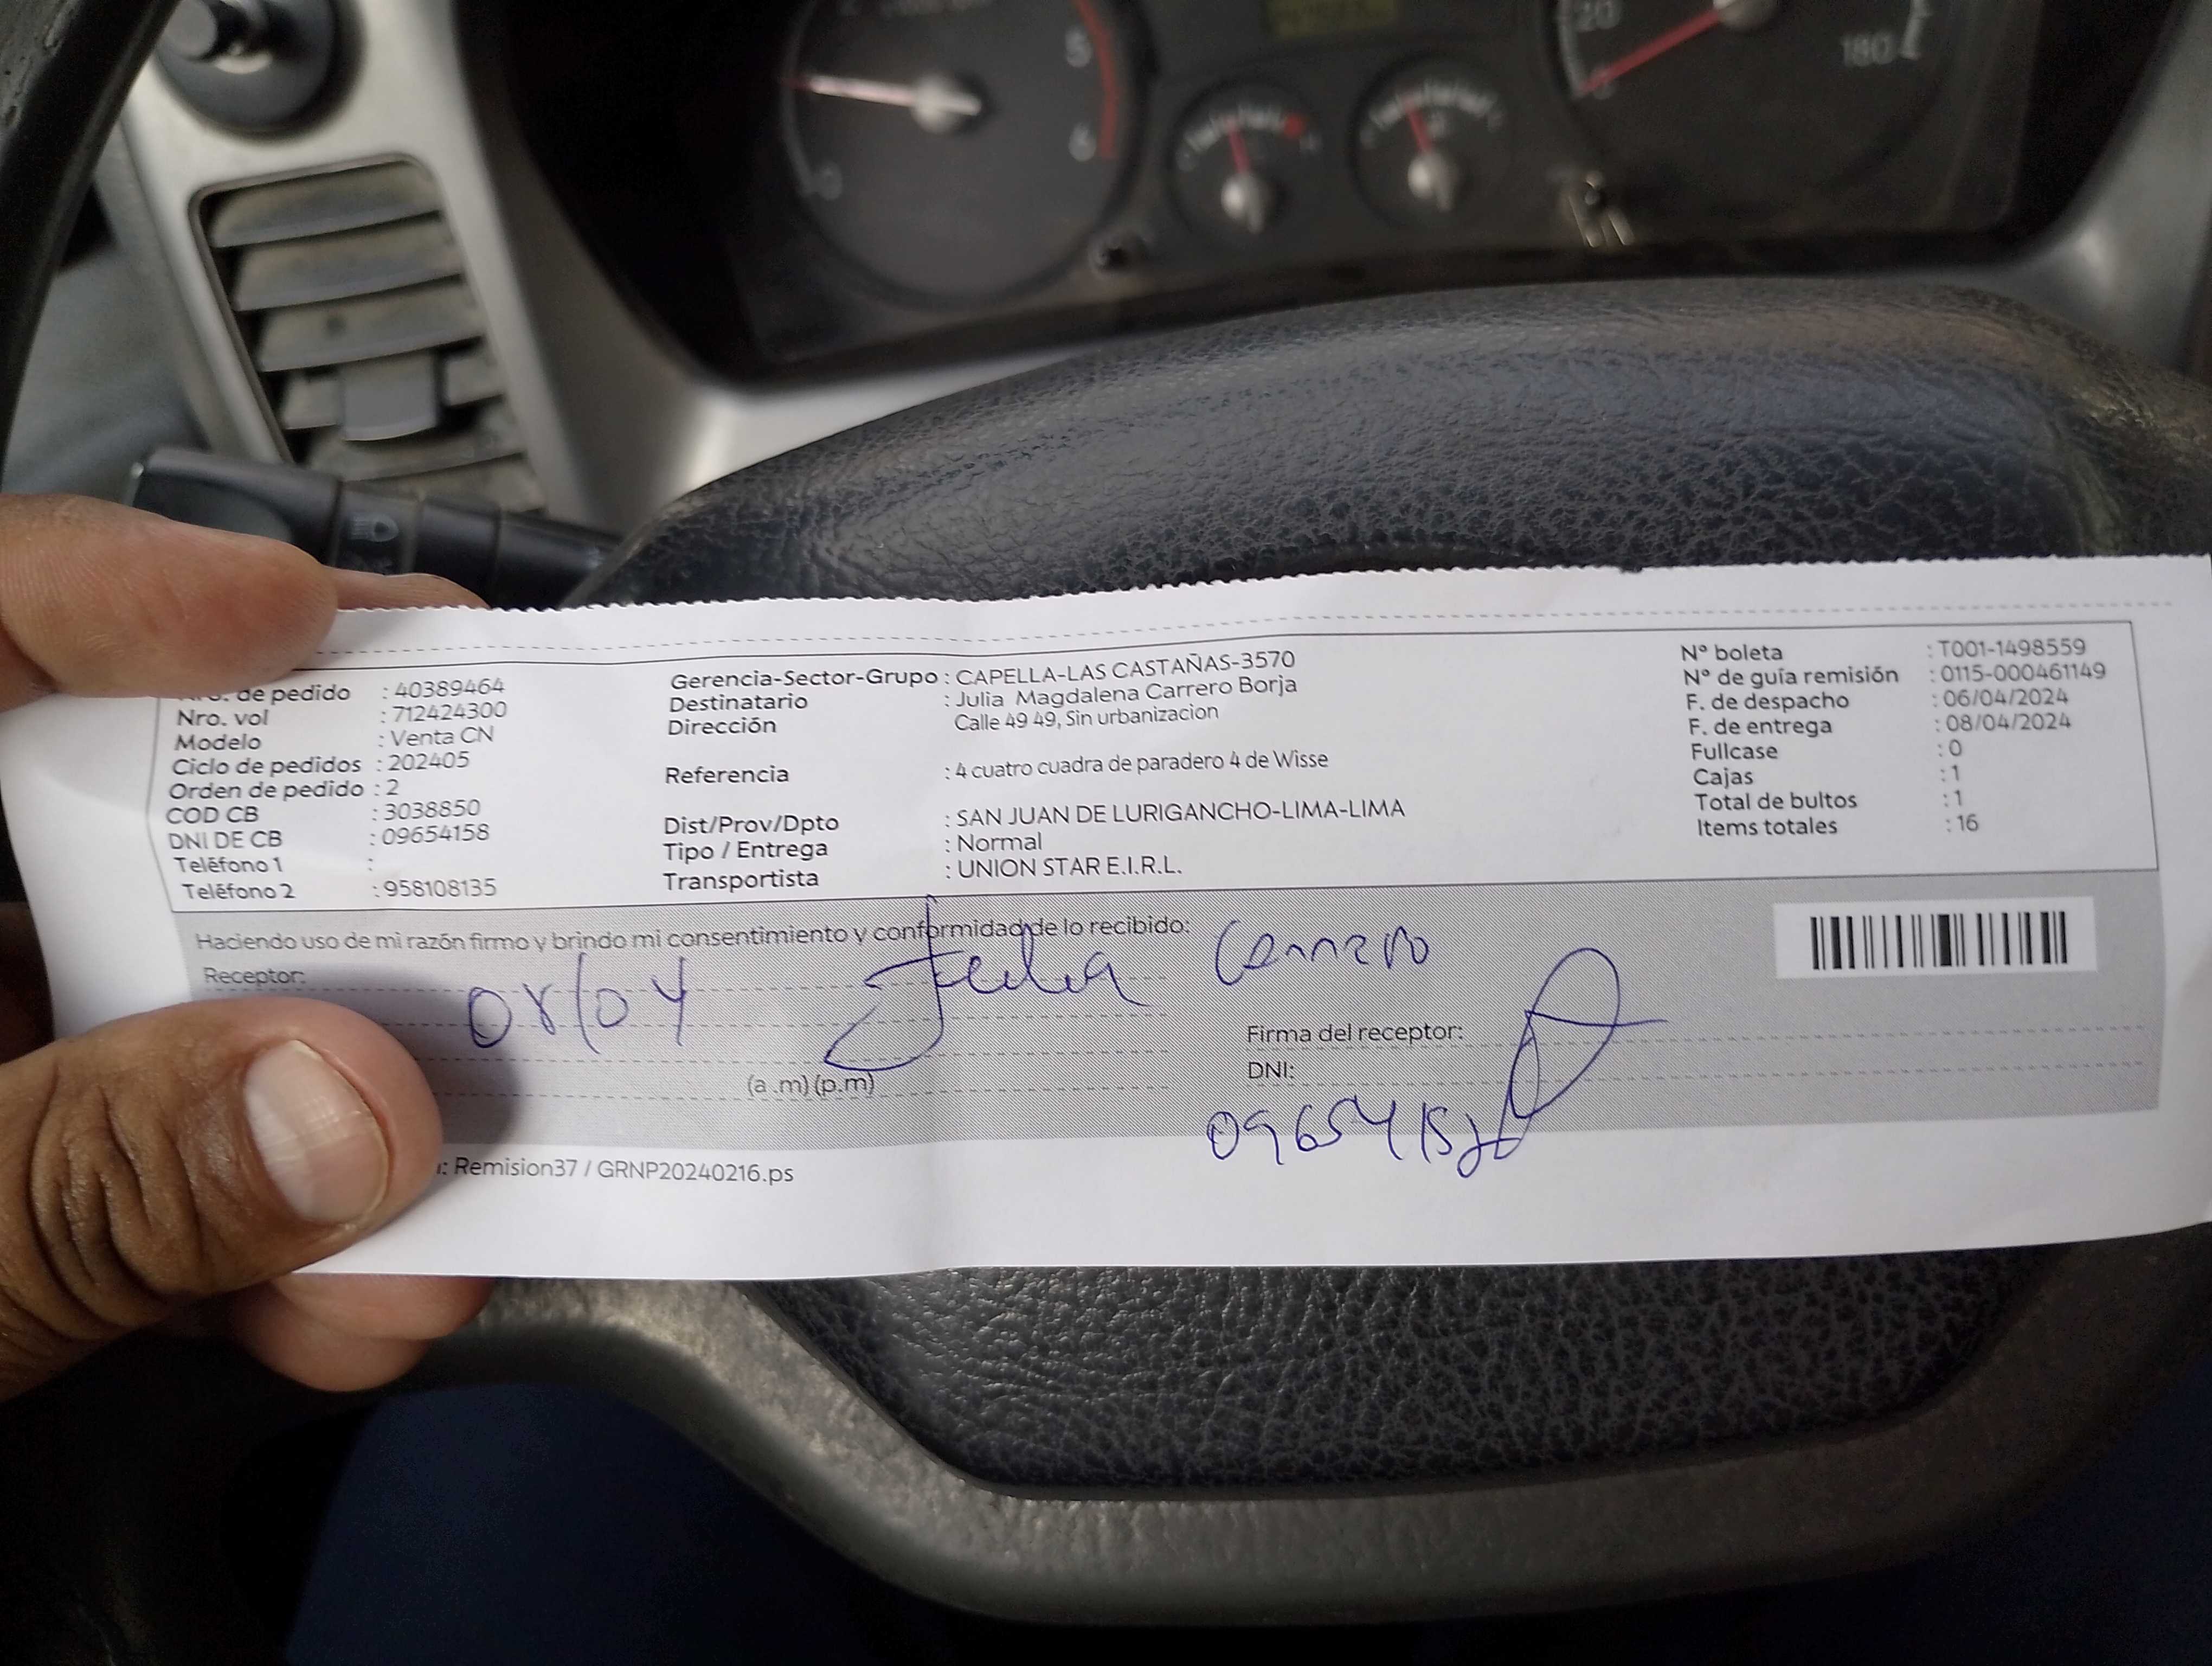 5
6
0
20
0
180
de pedido : 40389464
Nro. vol : 712424300
Modelo : Venta CN
Ciclo de pedidos : 202405
Orden de pedido : 2
COD CB : 3038850
DNI DE CB : 09654158
Teléfono 1 :
Teléfono 2 : 958108135
Gerencia-Sector-Grupo : CAPELLA-LAS CASTAÑAS-3570
Destinatario : Julia Magdalena Carrero Borja
Dirección Calle 49 49, Sin urbanizacion
Referencia : 4 cuatro cuadra de paradero 4 de Wisse
Dist/Prov/Dpto : SAN JUAN DE LURIGANCHO-LIMA-LIMA
Tipo / Entrega : Normal
Transportista : UNION STAR E.I.R.L.
N° boleta : T001-1498559
N° de guía remisión : 0115-000461149
F. de despacho : 06/04/2024
F. de entrega : 08/04/2024
Fullcase : 0
Cajas : 1
Total de bultos : 1
Items totales : 16
Haciendo uso de mi razón firmo y brindo mi consentimiento y conformidad de lo recibido:
Receptor:
08/04 Julia Carrero
(a .m) (p.m)
Firma del receptor:
DNI:
09654158
: Remision37 / GRNP20240216.ps